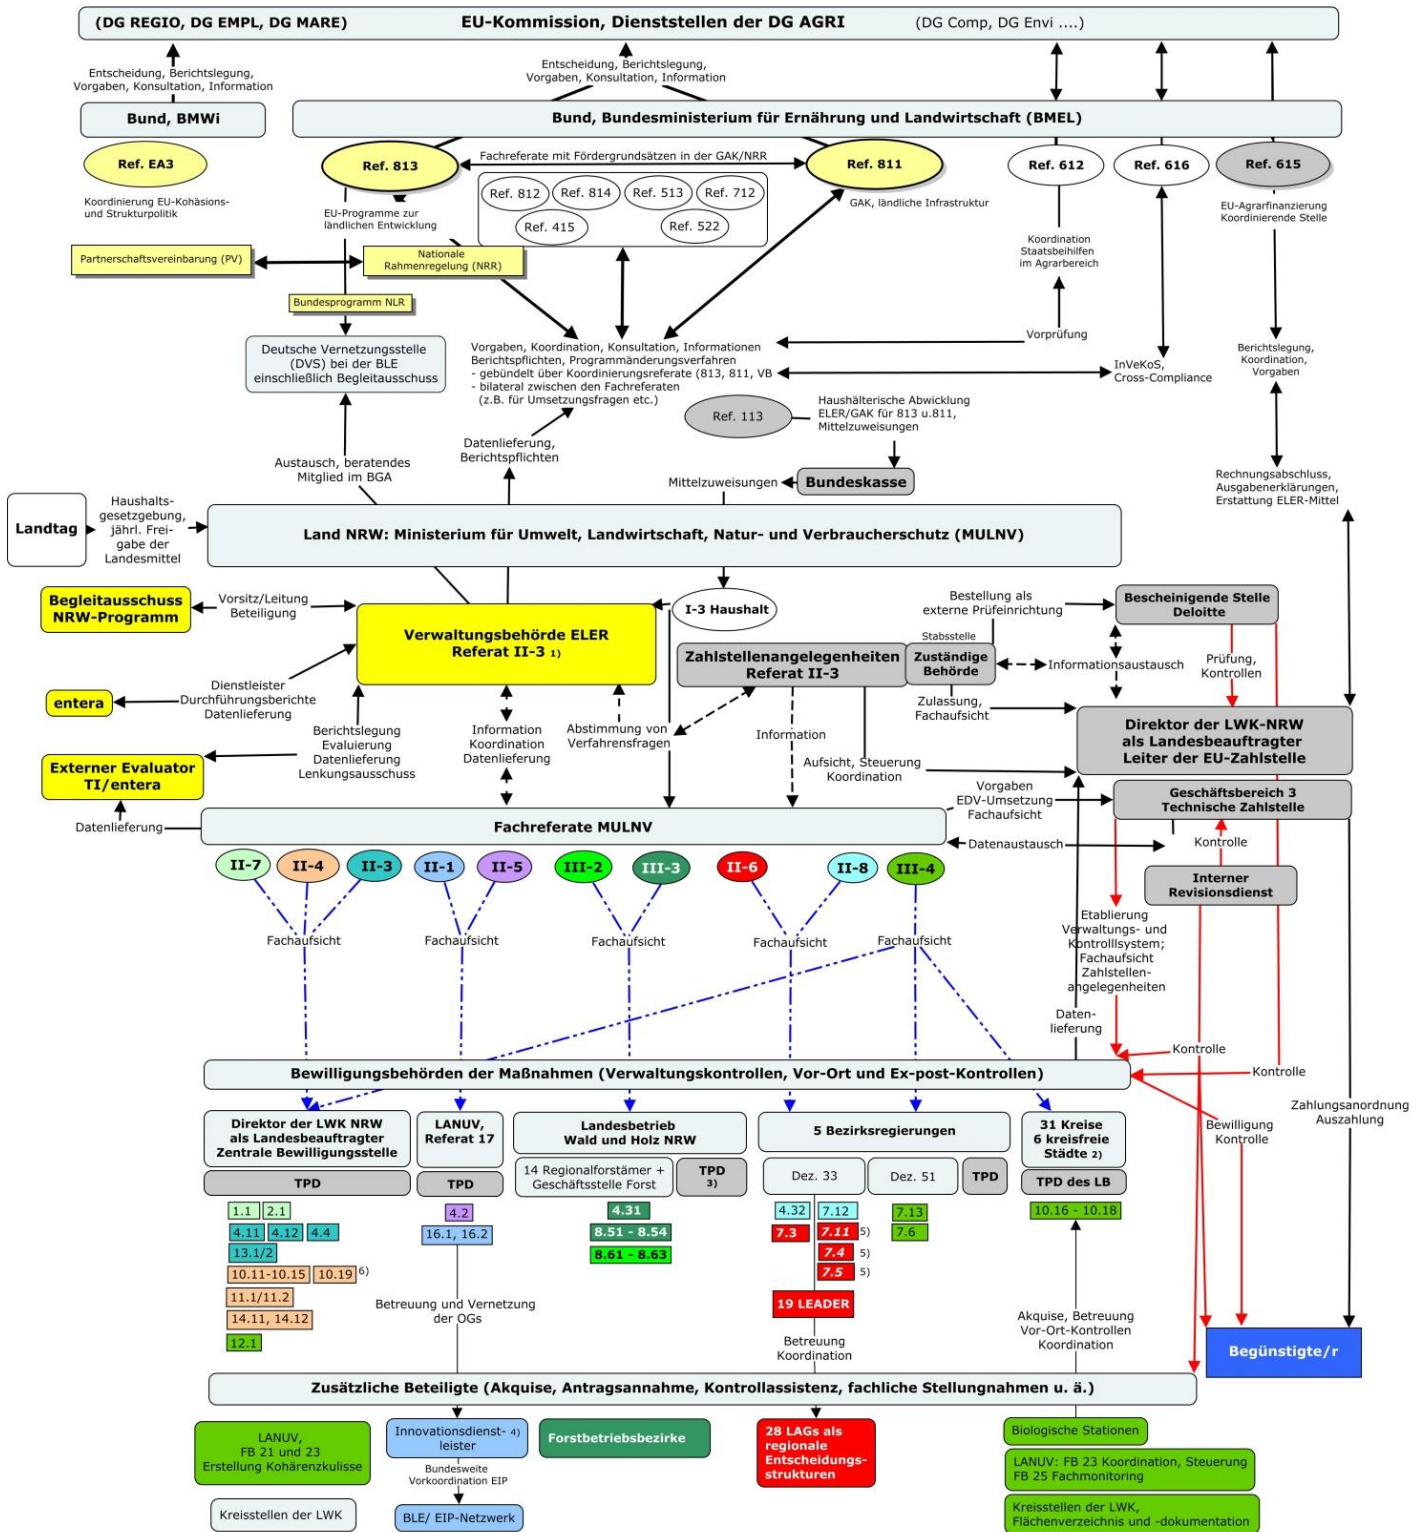 (DG REGIO, DG EMPL, DG MARE)
EU-Kommission, Dienststellen der DG AGRI
(DG Comp, DG Envi ....)
Entscheidung, Berichtslegung,
Vorgaben, Konsultation, Information
Entscheidung, Berichtslegung,
Vorgaben, Konsultation, Information
Bund, BMWi
Bund, Bundesministerium für Ernährung und Landwirtschaft (BMEL)
Ref. EA3
Ref. 813
Fachreferate mit Fördergrundsätzen in der GAK/NRR
Ref. 811
Ref. 612
Ref. 616
Ref. 615
Ref. 812
Ref. 814
Ref. 513
Ref. 712
Ref. 415
Ref. 522
Koordinierung EU-Kohäsions-
und Strukturpolitik
EU-Programme zur
ländlichen Entwicklung
GAK, ländliche Infrastruktur
EU-Agrarfinanzierung
Koordinierende Stelle
Koordination
Staatsbeihilfen
im Agrarbereich
Partnerschaftsvereinbarung (PV)
Nationale
Rahmenregelung (NRR)
Bundesprogramm NLR
Vorprüfung
Deutsche Vernetzungsstelle
(DVS) bei der BLE
einschließlich Begleitausschuss
Vorgaben, Koordination, Konsultation, Informationen
Berichtspflichten, Programmänderungsverfahren
- gebündelt über Koordinierungsreferate (813, 811, VB
- bilateral zwischen den Fachreferaten
(z.B. für Umsetzungsfragen etc.)
InVeKoS,
Cross-Compliance
Berichtslegung,
Koordination,
Vorgaben
Ref. 113
Haushälterische Abwicklung
ELER/GAK für 813 u.811,
Mittelzuweisungen
Datenlieferung,
Berichtspflichten
Austausch, beratendes
Mitglied im BGA
Mittelzuweisungen
Bundeskasse
Rechnungsabschluss,
Ausgabenerklärungen,
Erstattung ELER-Mittel
Landtag
Haushalts-
gesetzgebung,
jährl. Frei-
gabe der
Landesmittel
Land NRW: Ministerium für Umwelt, Landwirtschaft, Natur- und Verbraucherschutz (MULNV)
Begleitausschuss
NRW-Programm
Vorsitz/Leitung
Beteiligung
Verwaltungsbehörde ELER
Referat II-3 1)
I-3 Haushalt
Bestellung als
externe Prüfeinrichtung
Bescheinigende Stelle
Deloitte
Stabsstelle
Zahlstellenangelegenheiten
Referat II-3
Zuständige
Behörde
Informationsaustausch
Prüfung,
Kontrollen
entera
Dienstleister
Durchführungsberichte
Datenlieferung
Zulassung,
Fachaufsicht
Direktor der LWK-NRW
als Landesbeauftragter
Leiter der EU-Zahlstelle
Berichtslegung
Evaluierung
Datenlieferung
Lenkungsausschuss
Information
Koordination
Datenlieferung
Abstimmung von
Verfahrensfragen
Information
Aufsicht, Steuerung
Koordination
Externer Evaluator
TI/entera
Vorgaben
EDV-Umsetzung
Fachaufsicht
Geschäftsbereich 3
Technische Zahlstelle
Datenlieferung
Fachreferate MULNV
Datenaustausch
Kontrolle
II-7
II-4
II-3
II-1
II-5
III-2
III-3
II-6
II-8
III-4
Interner
Revisionsdienst
Fachaufsicht
Fachaufsicht
Fachaufsicht
Fachaufsicht
Fachaufsicht
Etablierung
Verwaltungs- und
Kontrolllsystem;
Fachaufsicht
Zahlstellen-
angelegenheiten
Daten-
lieferung
Kontrolle
Bewilligungsbehörden der Maßnahmen (Verwaltungskontrollen, Vor-Ort und Ex-post-Kontrollen)
Kontrolle
Direktor der LWK NRW
als Landesbeauftragter
Zentrale Bewilligungsstelle
LANUV,
Referat 17
Landesbetrieb
Wald und Holz NRW
5 Bezirksregierungen
31 Kreise
6 kreisfreie
Städte 2)
Bewilligung
Kontrolle
Zahlungsanordnung
Auszahlung
TPD
TPD
14 Regionalforstämer +
Geschäftsstelle Forst
TPD
3)
Dez. 33
Dez. 51
TPD
TPD des LB
1.1
2.1
4.2
4.31
4.32
7.12
7.13
10.16 - 10.18
4.11
4.12
4.4
16.1, 16.2
8.51 - 8.54
7.3
7.11 5)
7.6
13.1/2
8.61 - 8.63
7.4 5)
10.11-10.15
10.19 6)
7.5 5)
11.1/11.2
14.11, 14.12
19 LEADER
12.1
Betreuung und Vernetzung
der OGs
Betreuung
Koordination
Akquise, Betreuung
Vor-Ort-Kontrollen
Koordination
Begünstigte/r
Zusätzliche Beteiligte (Akquise, Antragsannahme, Kontrollassistenz, fachliche Stellungnahmen u. ä.)
LANUV,
FB 21 und 23
Erstellung Kohärenzkulisse
Innovationsdienst- 4)
leister
Forstbetriebsbezirke
28 LAGs als
regionale
Entscheidungs-
strukturen
Biologische Stationen
LANUV: FB 23 Koordination, Steuerung
FB 25 Fachmonitoring
Bundesweite
Vorkoordination EIP
Kreisstellen der LWK
BLE/ EIP-Netzwerk
Kreisstellen der LWK,
Flächenverzeichnis und -dokumentation